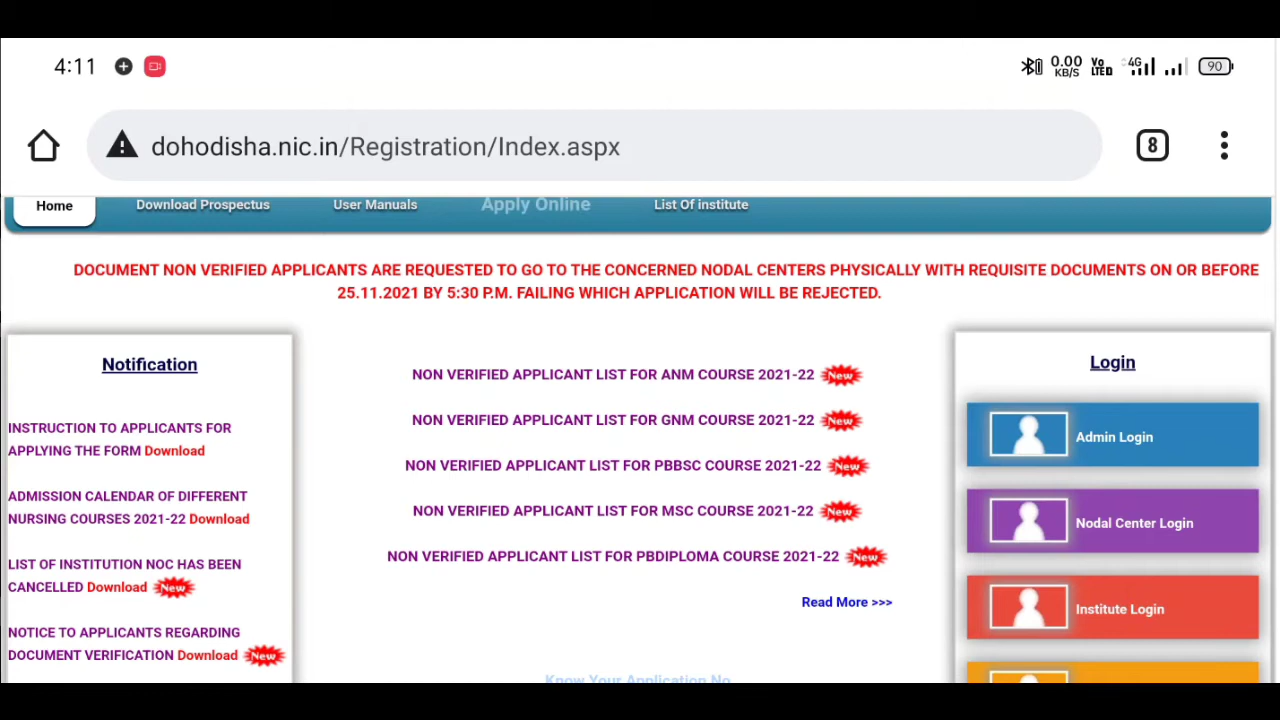 4:11
0.00
KB/S
Vo
LTE
4G
90
dohodisha.nic.in/Registration/Index.aspx
8
Home
Download Prospectus
User Manuals
Apply Online
List Of institute
DOCUMENT NON VERIFIED APPLICANTS ARE REQUESTED TO GO TO THE CONCERNED NODAL CENTERS PHYSICALLY WITH REQUISITE DOCUMENTS ON OR BEFORE
25.11.2021 BY 5:30 P.M. FAILING WHICH APPLICATION WILL BE REJECTED.
Notification
INSTRUCTION TO APPLICANTS FOR
APPLYING THE FORM Download
ADMISSION CALENDAR OF DIFFERENT
NURSING COURSES 2021-22 Download
LIST OF INSTITUTION NOC HAS BEEN
CANCELLED Download New
NOTICE TO APPLICANTS REGARDING
DOCUMENT VERIFICATION Download New
NON VERIFIED APPLICANT LIST FOR ANM COURSE 2021-22 New
NON VERIFIED APPLICANT LIST FOR GNM COURSE 2021-22 New
NON VERIFIED APPLICANT LIST FOR PBBSC COURSE 2021-22 New
NON VERIFIED APPLICANT LIST FOR MSC COURSE 2021-22 New
NON VERIFIED APPLICANT LIST FOR PBDIPLOMA COURSE 2021-22 New
Read More >>>
Know Your Application No
Login
Admin Login
Nodal Center Login
Institute Login